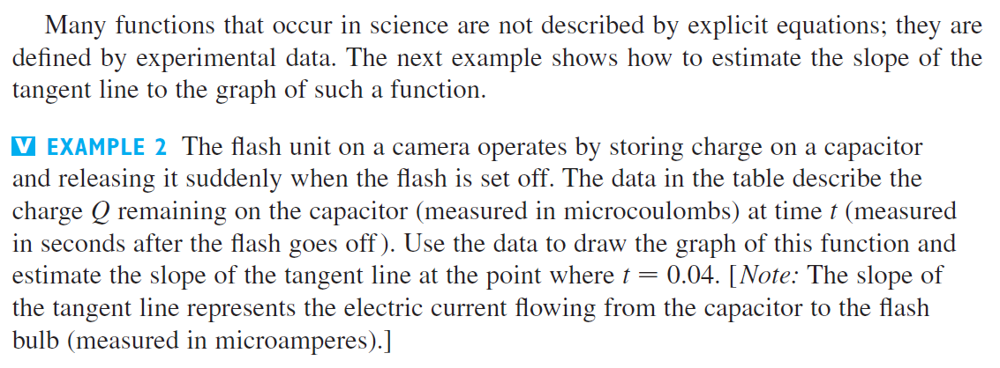 Many functions that occur in science are not described by explicit equations; they are
defined by experimental data. The next example shows how to estimate the slope of the
tangent line to the graph of such a function.
V EXAMPLE 2 The flash unit on a camera operates by storing charge on a capacitor
and releasing it suddenly when the flash is set off. The data in the table describe the
charge Q remaining on the capacitor (measured in microcoulombs) at time t (measured
in seconds after the flash goes off). Use the data to draw the graph of this function and
estimate the slope of the tangent line at the point where t = 0.04. [Note: The slope of
the tangent line represents the electric current flowing from the capacitor to the flash
bulb (measured in microamperes).]